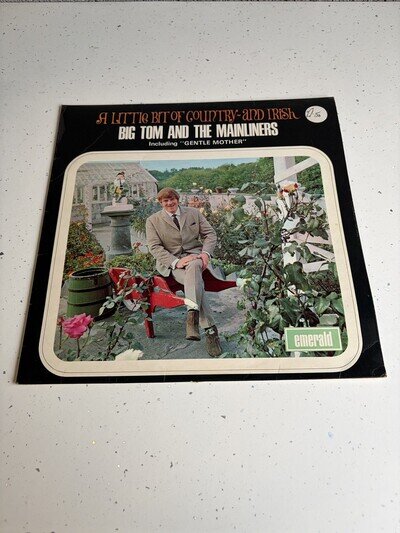 A LITTLE BIT OF COUNTRY-AND IRISH
BIG TOM AND THE MAINLINERS
Including "GENTLE MOTHER"
emerald